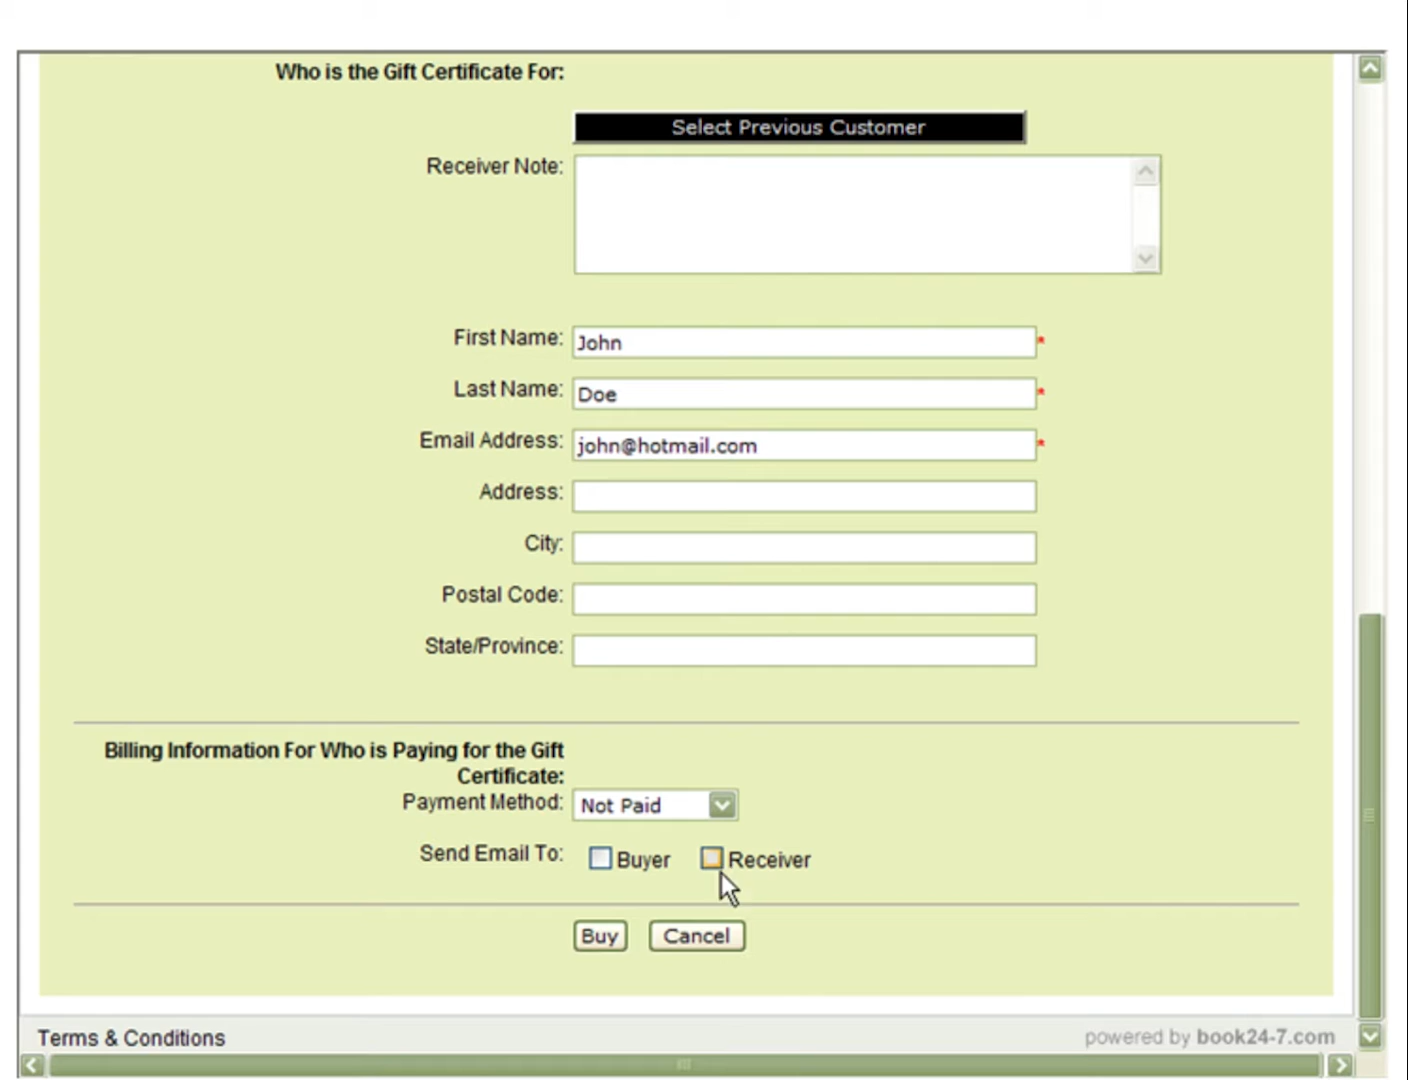 Who is the Gift Certificate For:
Select Previous Customer
Receiver Note:
First Name: John *
Last Name: Doe *
Email Address: john@hotmail.com *
Address:
City:
Postal Code:
State/Province:
Billing Information For Who is Paying for the Gift
Certificate:
Payment Method: Not Paid
Send Email To: Buyer Receiver
Buy Cancel
Terms & Conditions powered by book24-7.com